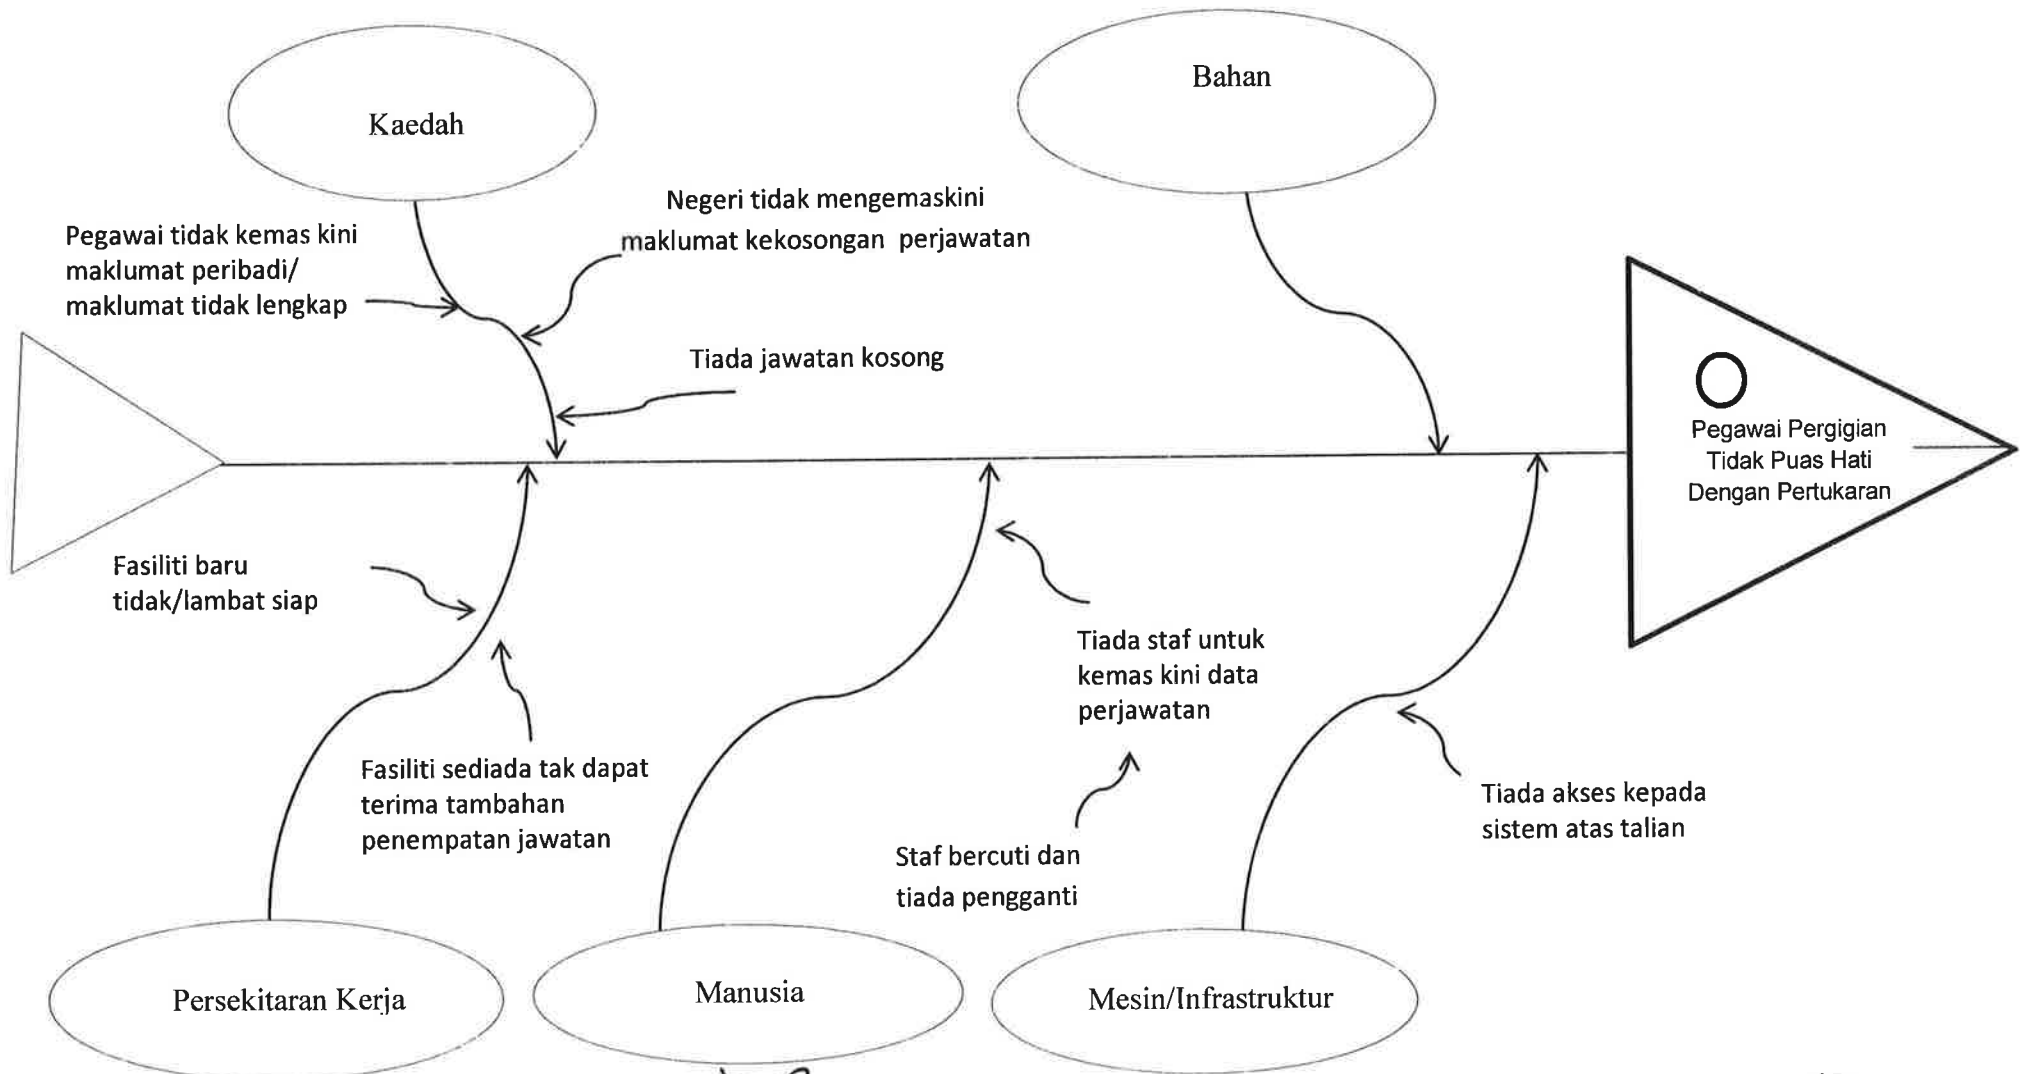 Kaedah
Bahan
Pegawai tidak kemas kini
maklumat peribadi/
maklumat tidak lengkap
Negeri tidak mengemaskini
maklumat kekosongan perjawatan
Tiada jawatan kosong
Pegawai Pergigian
Tidak Puas Hati
Dengan Pertukaran
Fasiliti baru
tidak/lambat siap
Fasiliti sediada tak dapat
terima tambahan
penempatan jawatan
Tiada staf untuk
kemas kini data
perjawatan
Staf bercuti dan
tiada pengganti
Tiada akses kepada
sistem atas talian
Persekitaran Kerja
Manusia
Mesin/Infrastruktur